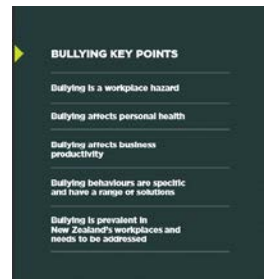 BULLYING KEY POINTS
Bullying is a workplace hazard
Bullying affects personal health
Bullying affects business
productivity
Bullying behaviours are specific
and have a range or solutions
Bullying is prevalent in
New Zealand's workplaces and
needs to be addressed